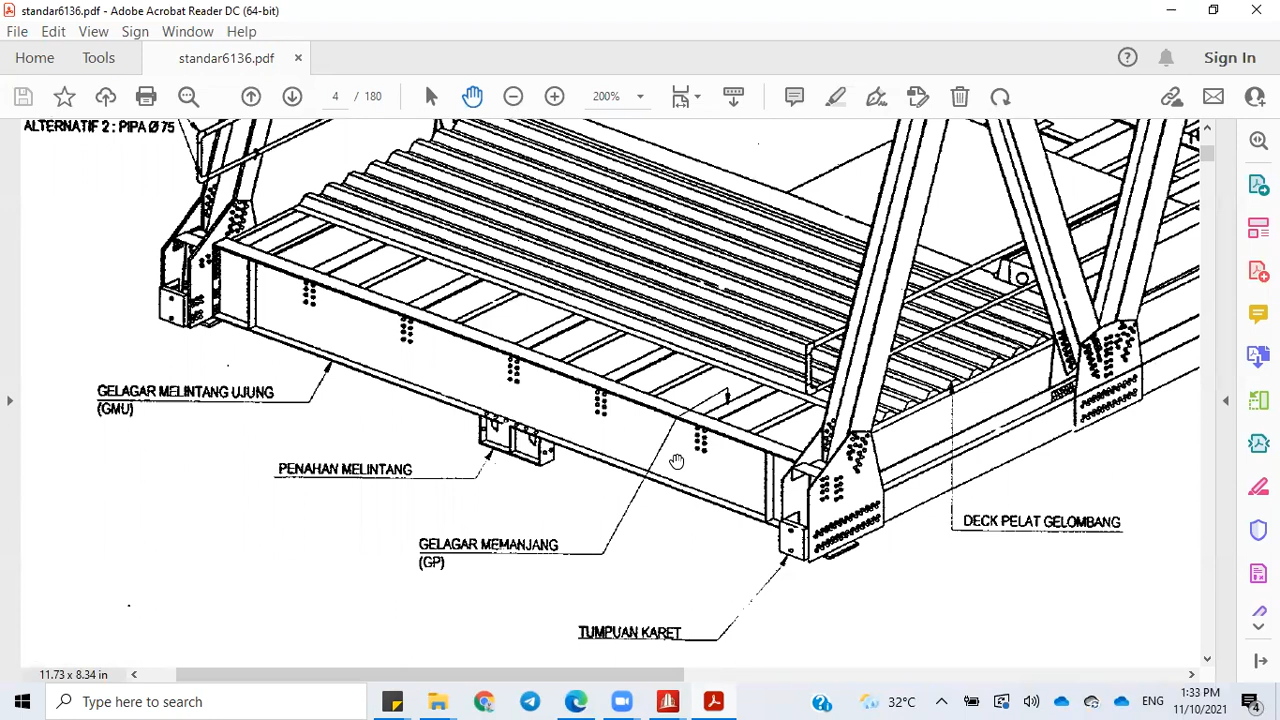 standar6136.pdf - Adobe Acrobat Reader DC (64-bit)
File Edit View Sign Window Help
Home Tools standar6136.pdf × Sign In
4 / 180 200%
ALTERNATIF 2 : PIPA Ø 75
GELAGAR MELINTANG UJUNG
(GMU)
PENAHAN MELINTANG
GELAGAR MEMANJANG
(GP)
DECK PELAT GELOMBANG
TUMPUAN KARET
11.73 x 8.34 in
Type here to search
32°C
ENG
1:33 PM
11/10/2021
4